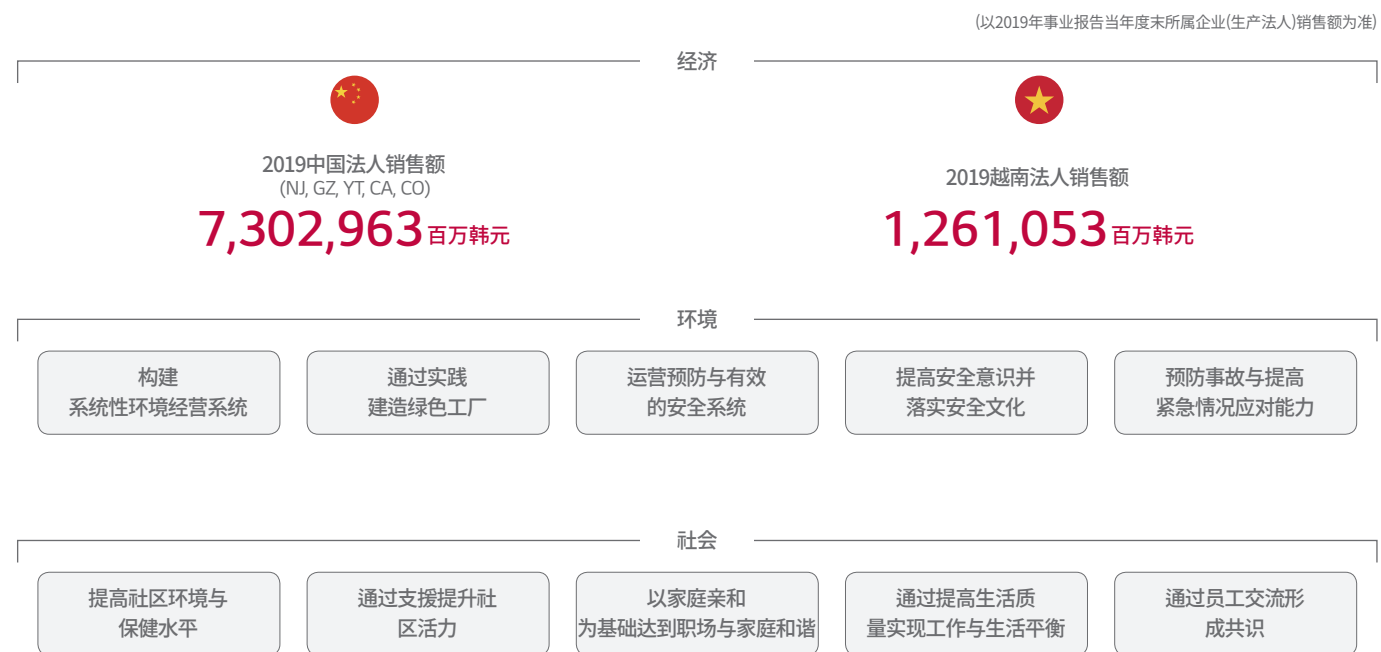 (以2019年事业报告当年度末所属企业(生产法人)销售额为准)
经济
2019中国法人销售额
(NJ, GZ, YT, CA, CO)
7,302,963百万韩元
2019越南法人销售额
1,261,053百万韩元
环境
构建
系统性环境经营系统
通过实践
建造绿色工厂
运营预防与有效
的安全系统
提高安全意识并
落实安全文化
预防事故与提高
紧急情况应对能力
社会
提高社区环境与
保健水平
通过支援提升社
区活力
以家庭亲和
为基础达到职场与家庭和谐
通过提高生活质
量实现工作与生活平衡
通过员工交流形
成共识